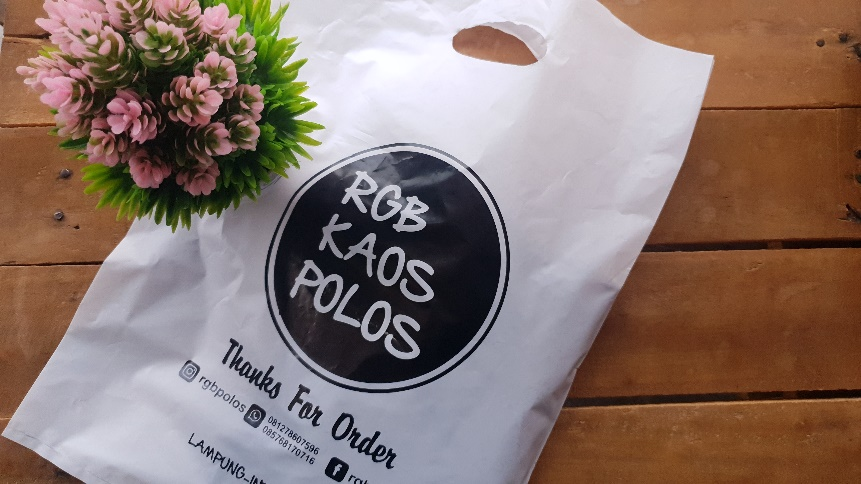 RGB
KAOS
POLOS
Thanks For Order
rgbpolos
081278607596
085768170716